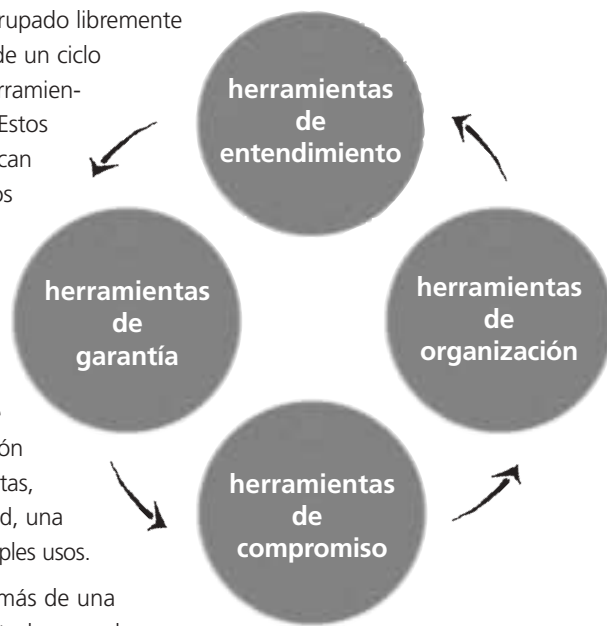 rupado libremente
de un ciclo
rramien-
Estos
can
os
herramientas
de
entendimiento
herramientas
de
garantía
herramientas
de
organización
ón
tas,
d, una
ples usos.
herramientas
de
compromiso
más de una